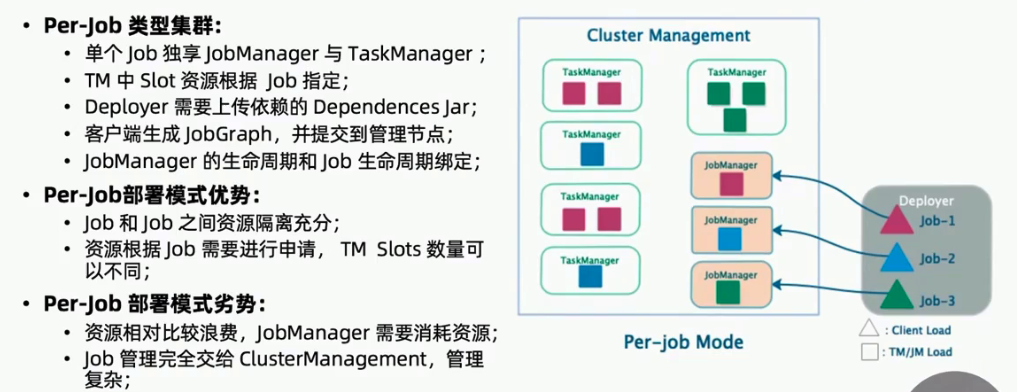 • Per-Job 类型集群：
• 单个 Job 独享 JobManager 与 TaskManager ；
• TM 中 Slot 资源根据 Job 指定；
• Deployer 需要上传依赖的 Dependences Jar；
• 客户端生成 JobGraph，并提交到管理节点；
• JobManager 的生命周期和 Job 生命周期绑定；
• Per-Job部署模式优势：
• Job 和 Job 之间资源隔离充分；
• 资源根据 Job 需要进行申请， TM Slots 数量可
以不同；
• Per-Job 部署模式劣势：
• 资源相对比较浪费，JobManager 需要消耗资源；
• Job 管理完全交给 ClusterManagement，管理
复杂；
Cluster Management
TaskManager
TaskManager
TaskManager
TaskManager
TaskManager
JobManager
JobManager
JobManager
Deployer
Job-1
Job-2
Job-3
Per-job Mode
: Client Load
: TM/JM Load